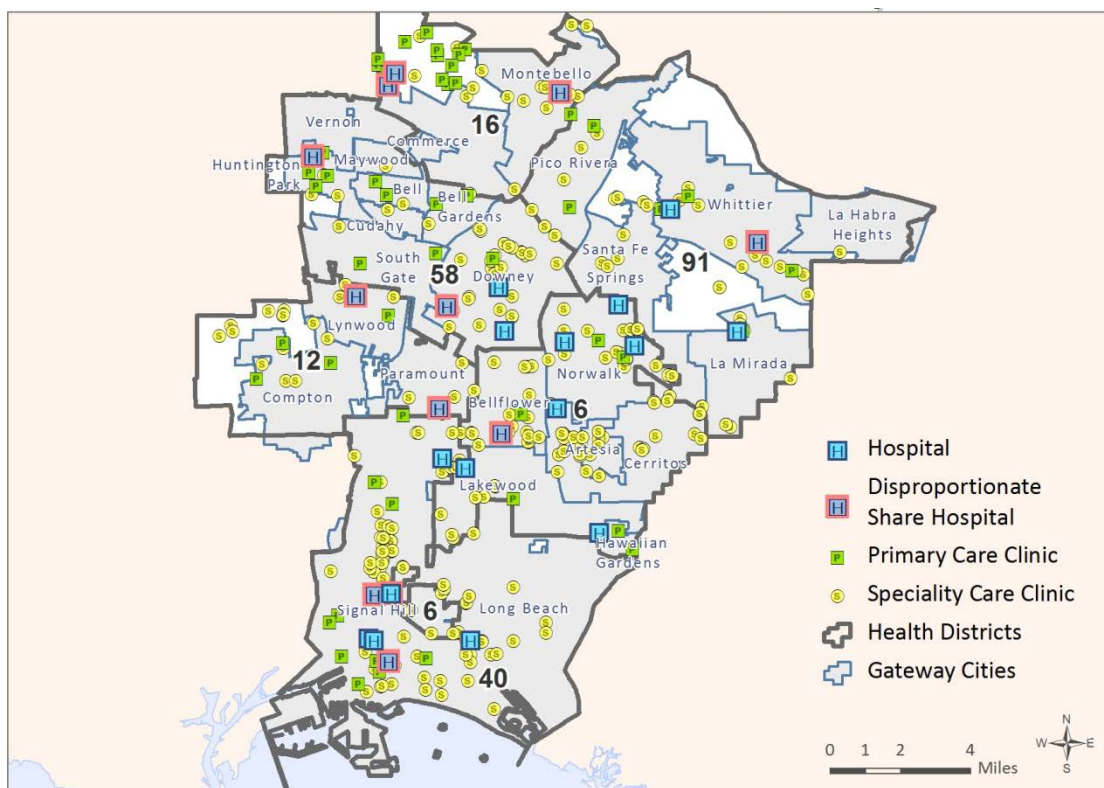 Montebello
16
Vernon
Commerce
Maywood
Huntington
Park
Pico Rivera
Bell
Bell
Gardens
Whittier
La Habra
Heights
Cudahy
South
Gate
58
Downey
Santa Fe
Springs
91
Lynwood
12
Compton
Paramount
Norwalk
La Mirada
Bellflower
6
Artesia
Cerritos
Lakewood
Hawaiian
Gardens
Signal Hill
6
Long Beach
40
H Hospital
H Disproportionate
Share Hospital
P Primary Care Clinic
S Speciality Care Clinic
Health Districts
Gateway Cities
N
W E
S
0 1 2 4
Miles